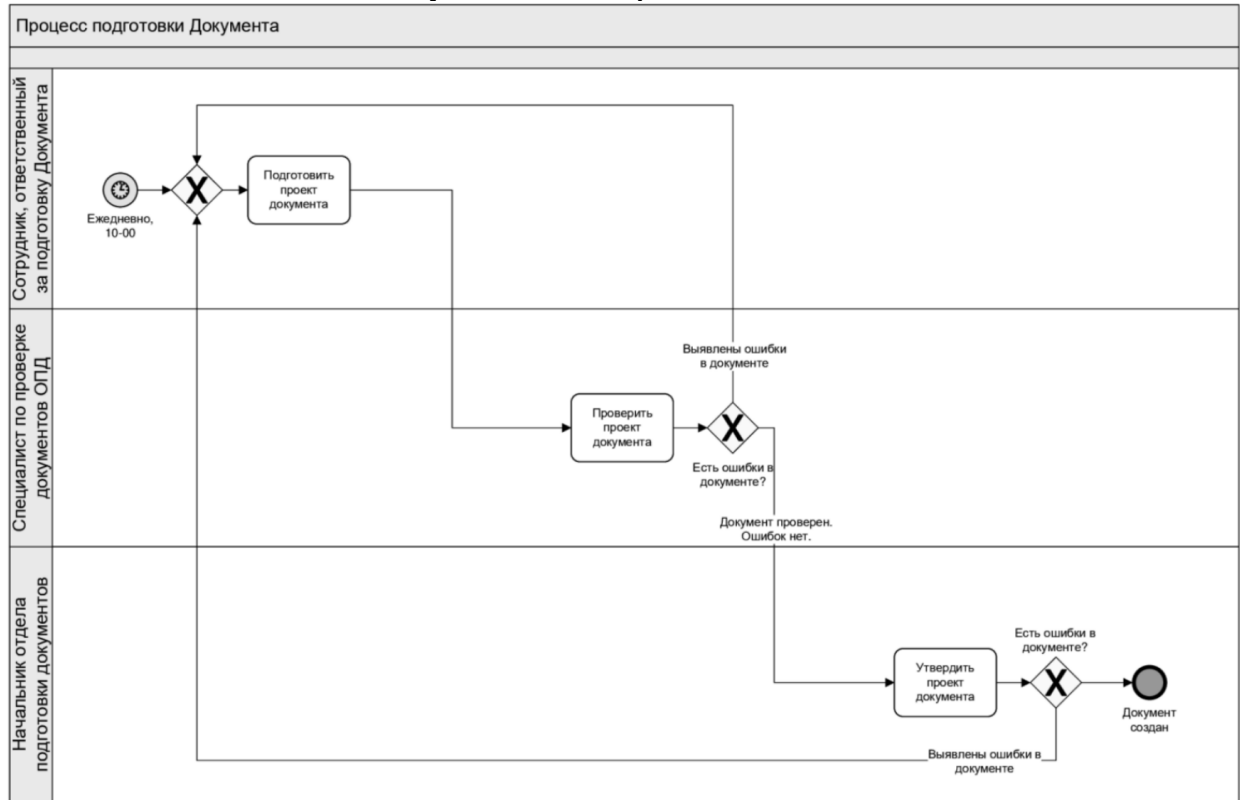 Процесс подготовки Документа
Сотрудник, ответственный
за подготовку Документа
Ежедневно,
10-00
Подготовить
проект
документа
Специалист по проверке
документов ОПД
Выявлены ошибки
в документе
Проверить
проект
документа
Есть ошибки в
документе?
Документ проверен.
Ошибок нет.
Начальник отдела
подготовки документов
Утвердить
проект
документа
Есть ошибки в
документе?
Документ
создан
Выявлены ошибки в
документе